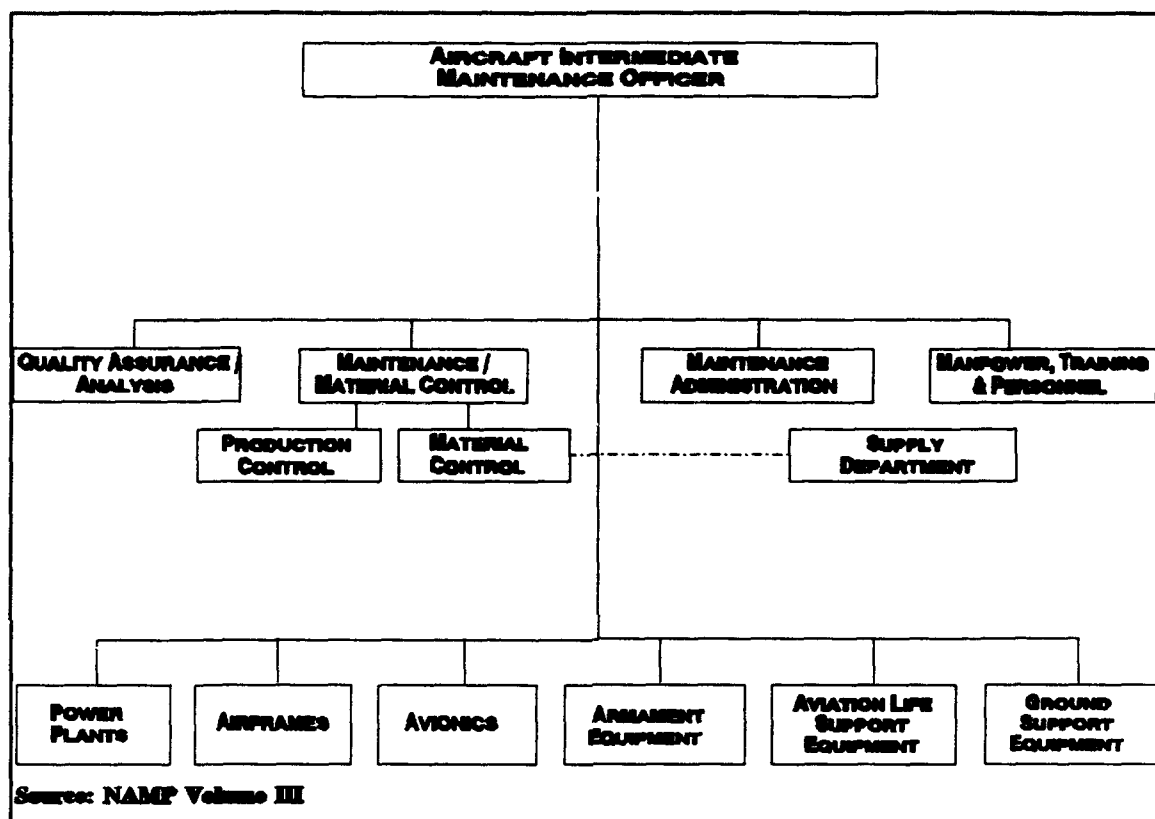 AIRCRAFT INTERMEDIATE
MAINTENANCE OFFICER
QUALITY ASSURANCE /
ANALYSIS
MAINTENANCE /
MATERIAL CONTROL
MAINTENANCE
ADMINISTRATION
MANPOWER, TRAINING
& PERSONNEL
PRODUCTION
CONTROL
MATERIAL
CONTROL
SUPPLY
DEPARTMENT
POWER
PLANTS
AIRFRAMES
AVIONICS
ARMAMENT
EQUIPMENT
AVIATION LIFE
SUPPORT
EQUIPMENT
GROUND
SUPPORT
EQUIPMENT
Source: NAMP Volume III